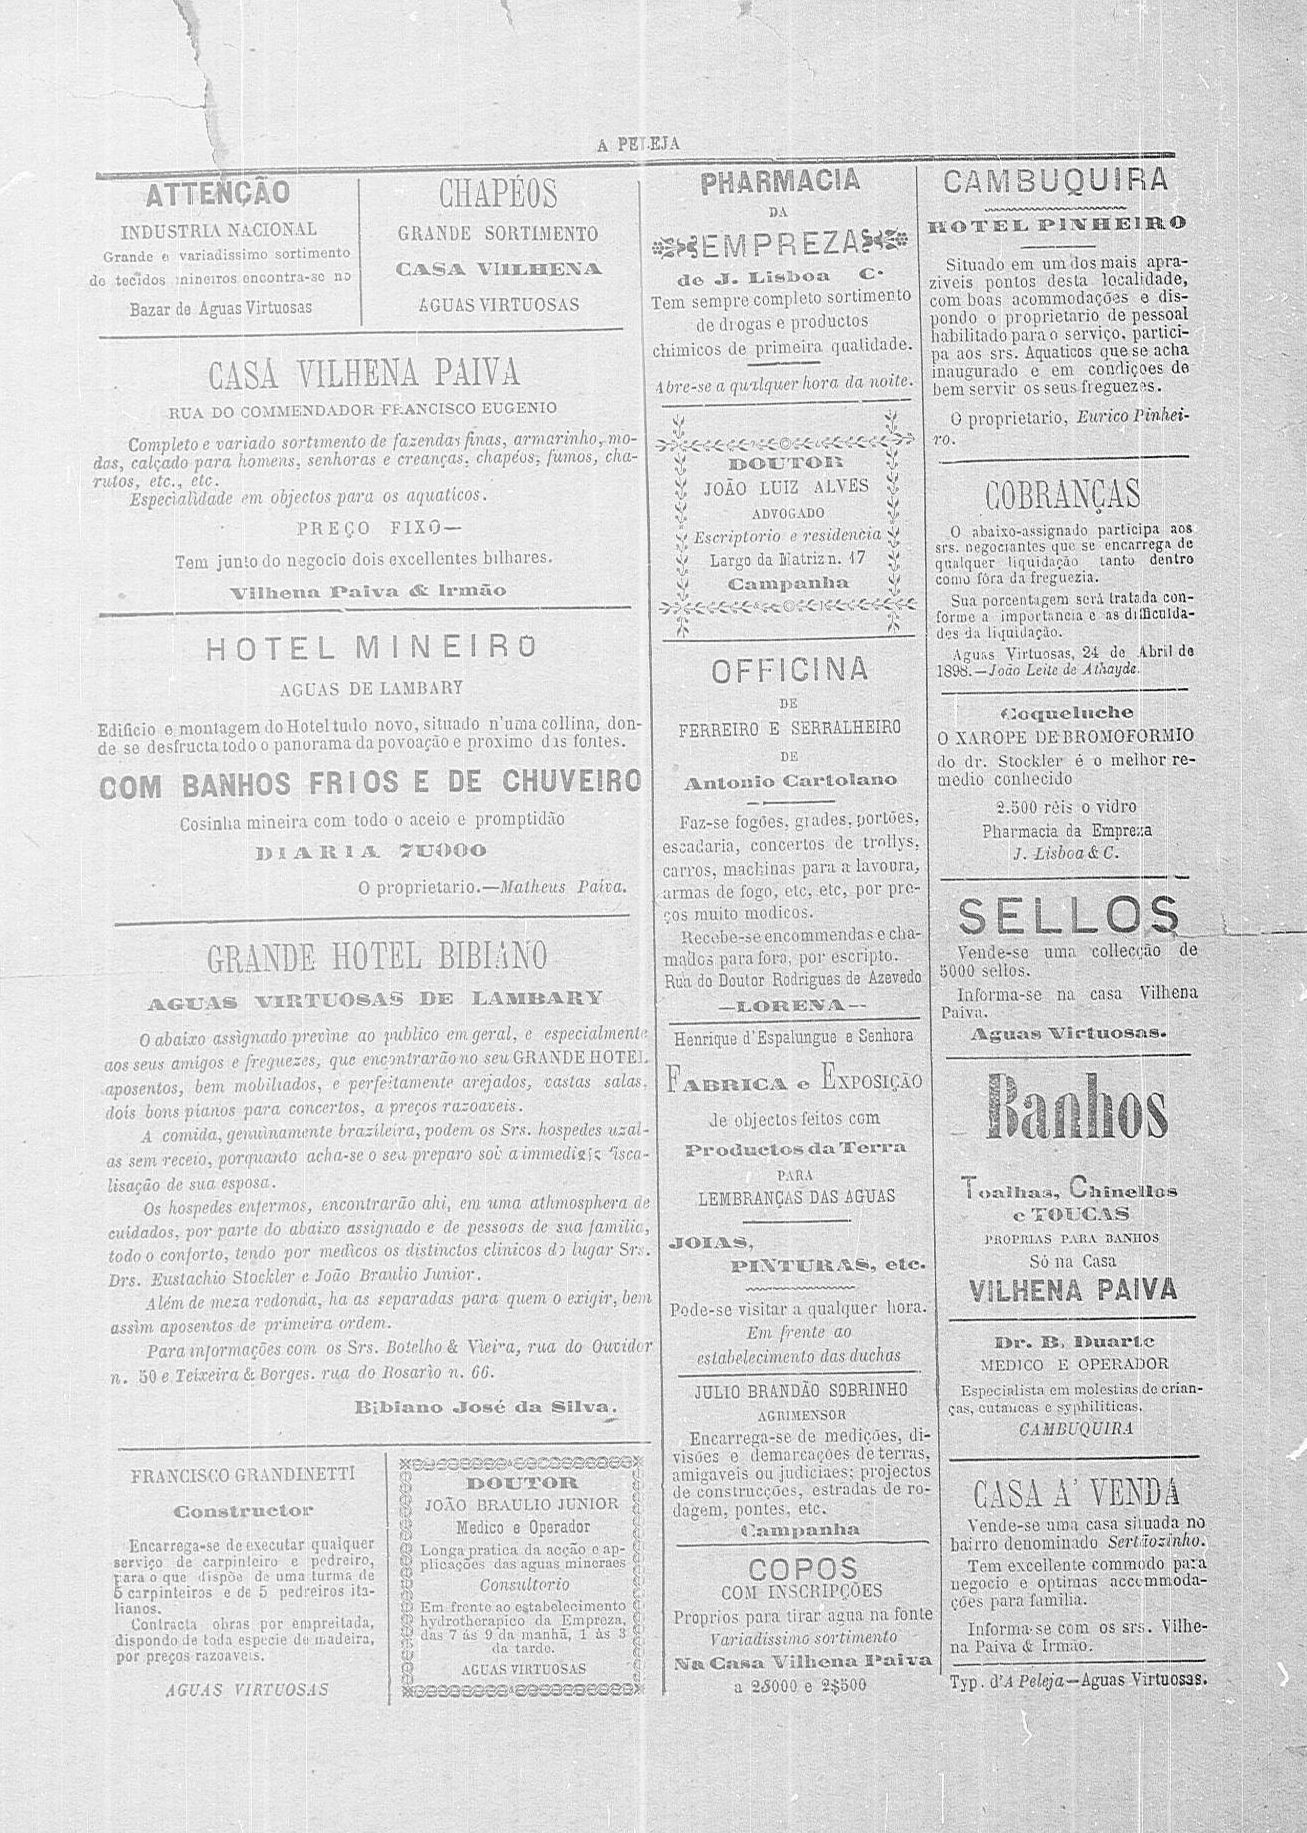 A PELEJA
ATTENÇÃO
INDUSTRIA NACIONAL
Grande e variadissimo sortimento
de tecidos mineiros encontra-se no
Bazar de Aguas Virtuosas
CHAPÉOS
GRANDE SORTIMENTO
CASA VILHENA
AGUAS VIRTUOSAS
CASA VILHENA PAIVA
RUA DO COMMENDADOR FRANCISCO EUGENIO
Completo e variado sortimento de fazendas finas, armarinho, mo-
das, calçado para homens, senhoras e creanças, chapéos, fumos, cha-
rutos, etc., etc.
Especialidade em objectos para os aquaticos.
PREÇO FIXO—
Tem junto do negocio dois excellentes bilhares.
Vilhena Paiva & Irmão
HOTEL MINEIRO
AGUAS DE LAMBARY
Edificio e montagem do Hotel tudo novo, situado n'uma collina, don-
de se desfructa todo o panorama da povoação e proximo das fontes.
COM BANHOS FRIOS E DE CHUVEIRO
Cosinha mineira com todo o aceio e promptidão
DIARIA 7U000
O proprietario.—Matheus Paiva.
GRANDE HOTEL BIBIANO
AGUAS VIRTUOSAS DE LAMBARY
O abaixo assignado previne ao publico em geral, e especialmente
aos seus amigos e freguezes, que encontrarão no seu GRANDE HOTEL
aposentos, bem mobiliados, e perfeitamente arejados, vastas salas,
dois bons pianos para concertos, a preços razoaveis.
A comida, genuinamente brazileira, podem os Srs. hospedes uzal-
as sem receio, porquanto acha-se o seu preparo sob a immediata fisca-
lisação de sua esposa.
Os hospedes enfermos, encontrarão ahi, em uma athmosphera de
cuidados, por parte do abaixo assignado e de pessoas de sua familia,
todo o conforto, tendo por medicos os distinctos clinicos do lugar Srs.
Drs. Eustachio Stockler e João Braulio Junior.
Além de meza redonda, ha as separadas para quem o exigir, bem
assim aposentos de primeira ordem.
Para informações com os Srs. Botelho & Vieira, rua do Ouvidor
n. 50 e Teixeira & Borges. rua do Rosario n. 66.
Bibiano José da Silva.
FRANCISCO GRANDINETTI
Constructor
Encarrega-se de executar qualquer
serviço de carpinteiro e pedreiro,
para o que dispõe de uma turma de
5 carpinteiros e de 5 pedreiros ita-
lianos.
Contracta obras por empreitada,
dispondo de toda especie de madeira,
por preços razoaveis.
AGUAS VIRTUOSAS
DOUTOR
JOÃO BRAULIO JUNIOR
Medico e Operador
Longa pratica da acção e ap-
plicações das aguas mineraes
Consultorio
Em frente ao estabelecimento
hydrotherapico da Empreza,
das 7 ás 9 da manhã, 1 ás 3
da tarde.
AGUAS VIRTUOSAS
PHARMACIA
DA
EMPREZA
de J. Lisboa C.
Tem sempre completo sortimento
de drogas e productos
chimicos de primeira qualidade.
Abre-se a qualquer hora da noite.
DOUTOR
JOÃO LUIZ ALVES
ADVOGADO
Escriptorio e residencia
Largo da Matriz n. 17
Campanha
OFFICINA
DE
FERREIRO E SERRALHEIRO
DE
Antonio Cartolano
Faz-se fogões, grades, portões,
escadaria, concertos de trollys,
carros, machinas para a lavoura,
armas de fogo, etc, etc, por pre-
ços muito modicos.
Recebe-se encommendas e cha-
mados para fora, por escripto.
Rua do Doutor Rodrigues de Azevedo
—LORENA—
Henrique d'Espalungue e Senhora
FABRICA e EXPOSIÇÃO
de objectos feitos com
Productos da Terra
PARA
LEMBRANÇAS DAS AGUAS
JOIAS,
PINTURAS, etc.
Pode-se visitar a qualquer hora.
Em frente ao
estabelecimento das duchas
JULIO BRANDÃO SOBRINHO
AGRIMENSOR
Encarrega-se de medições, di-
visões e demarcações de terras,
amigaveis ou judiciaes; projectos
de construcções, estradas de ro-
dagem, pontes, etc.
Campanha
COPOS
COM INSCRIPÇÕES
Proprios para tirar agua na fonte
Variadissimo sortimento
Na Casa Vilhena Paiva
a 2$000 e 2$500
CAMBUQUIRA
HOTEL PINHEIRO
Situado em um dos mais apra-
ziveis pontos desta localidade,
com boas acommodações e dis-
pondo o proprietario de pessoal
habilitado para o serviço, partici-
pa aos srs. Aquaticos que se acha
inaugurado e em condiçoes de
bem servir os seus freguezes.
O proprietario, Eurico Pinhei-
ro.
COBRANÇAS
O abaixo-assignado participa aos
srs. negociantes que se encarrega de
qualquer liquidação tanto dentro
como fóra da freguezia.
Sua porcentagem será tratada con-
forme a importancia e as difficulda-
des da liquidação.
Aguas Virtuosas, 24 de Abril de
1898.—João Leite de Athayde.
Coqueluche
O XAROPE DE BROMOFORMIO
do dr. Stockler é o melhor re-
medio conhecido
2.500 réis o vidro
Pharmacia da Empreza
J. Lisboa & C.
SELLOS
Vende-se uma collecção de
5000 sellos.
Informa-se na casa Vilhena
Paiva.
Aguas Virtuosas.
Banhos
Toalhas, Chinellos
e TOUCAS
PROPRIAS PARA BANHOS
Só na Casa
VILHENA PAIVA
Dr. B. Duarte
MEDICO E OPERADOR
Especialista em molestias de crian-
ças, cutaneas e syphiliticas.
CAMBUQUIRA
CASA A' VENDA
Vende-se uma casa situada no
bairro denominado Sertãozinho.
Tem excellente commodo para
negocio e optimas accommoda-
ções para familia.
Informa-se com os srs. Vilhe-
na Paiva & Irmão.
Typ. d'A Peleja—Aguas Virtuosas.